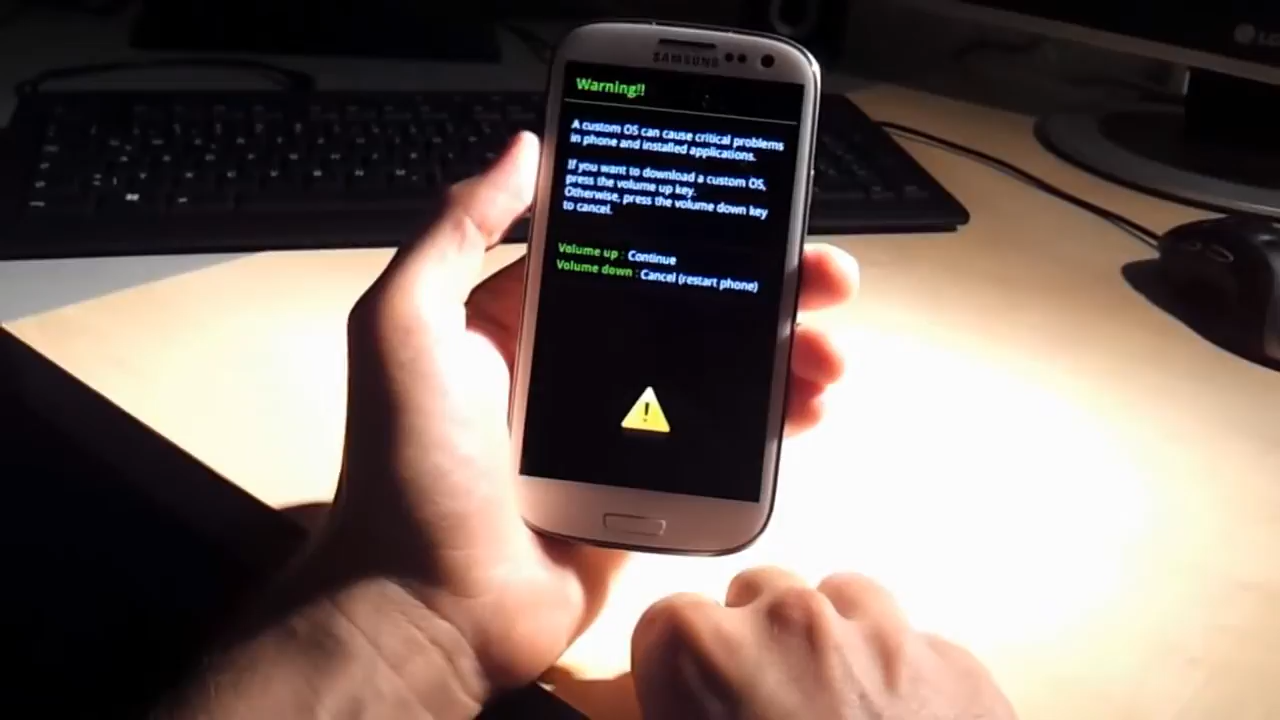 SAMSUNG
Warning!!
A custom OS can cause critical problems
in phone and installed applications.
If you want to download a custom OS,
press the volume up key.
Otherwise, press the volume down key
to cancel.
Volume up : Continue
Volume down : Cancel (restart phone)